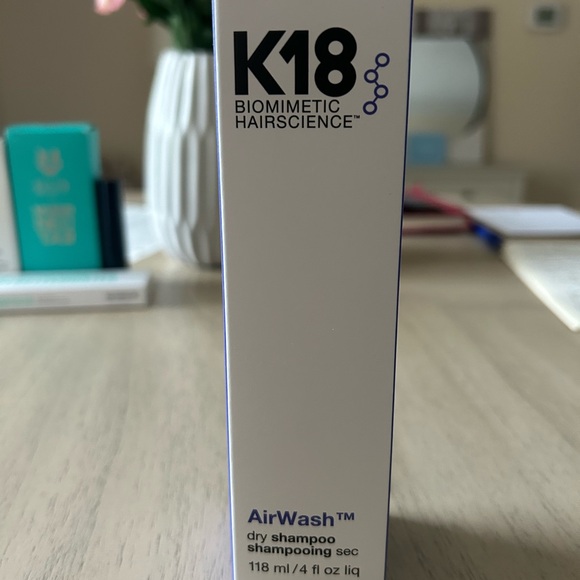 K18
BIOMIMETIC
HAIRSCIENCE™
AirWash™
dry shampoo
shampooing sec
118 ml/4 fl oz liq